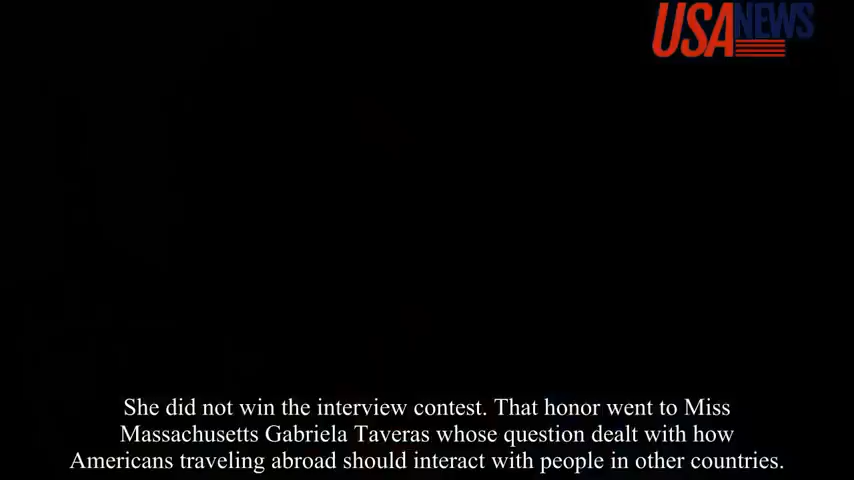 USANEWS
She did not win the interview contest. That honor went to Miss
Massachusetts Gabriela Taveras whose question dealt with how
Americans traveling abroad should interact with people in other countries.